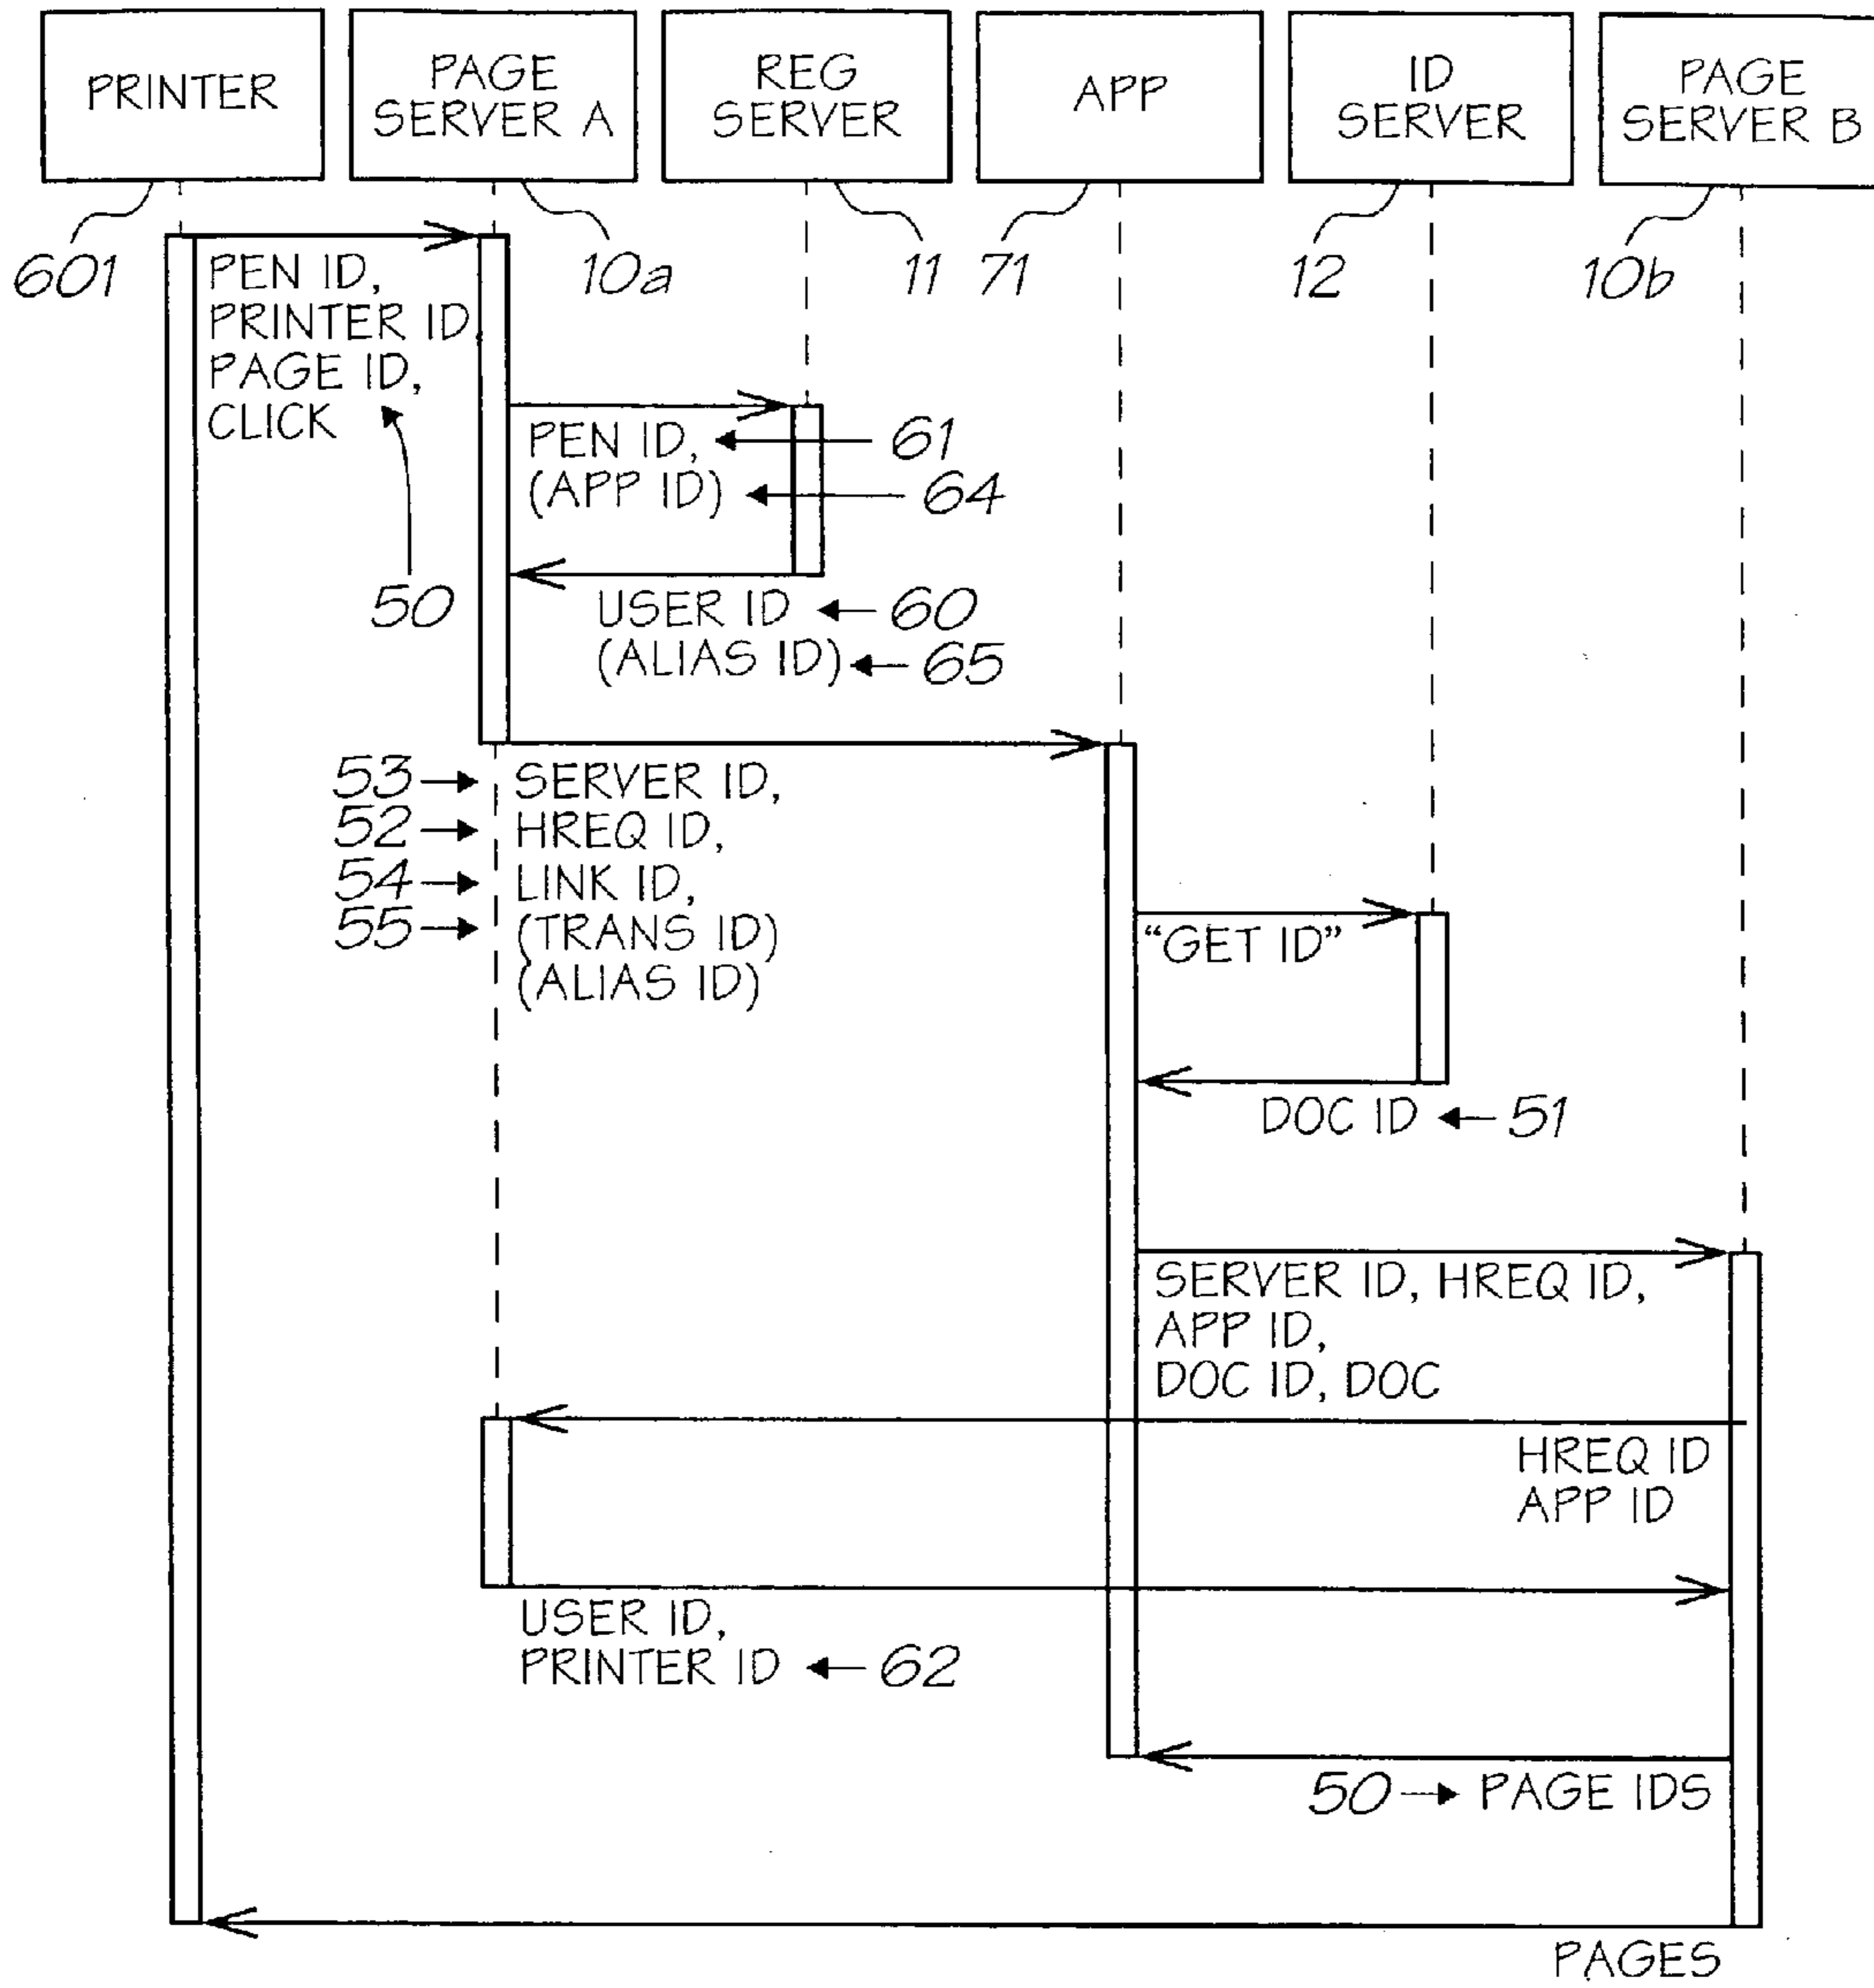 PRINTER
PAGE
SERVER A
REG
SERVER
APP
ID
SERVER
PAGE
SERVER B
601
10a
11
71
12
10b
PEN ID,
PRINTER ID
PAGE ID,
CLICK
50
PEN ID,
61
(APP ID)
64
USER ID
60
(ALIAS ID)
65
53
SERVER ID,
52
HREQ ID,
54
LINK ID,
55
(TRANS ID)
(ALIAS ID)
“GET ID”
DOC ID
51
SERVER ID, HREQ ID,
APP ID,
DOC ID, DOC
HREQ ID
APP ID
USER ID,
PRINTER ID
62
50
PAGE IDS
PAGES